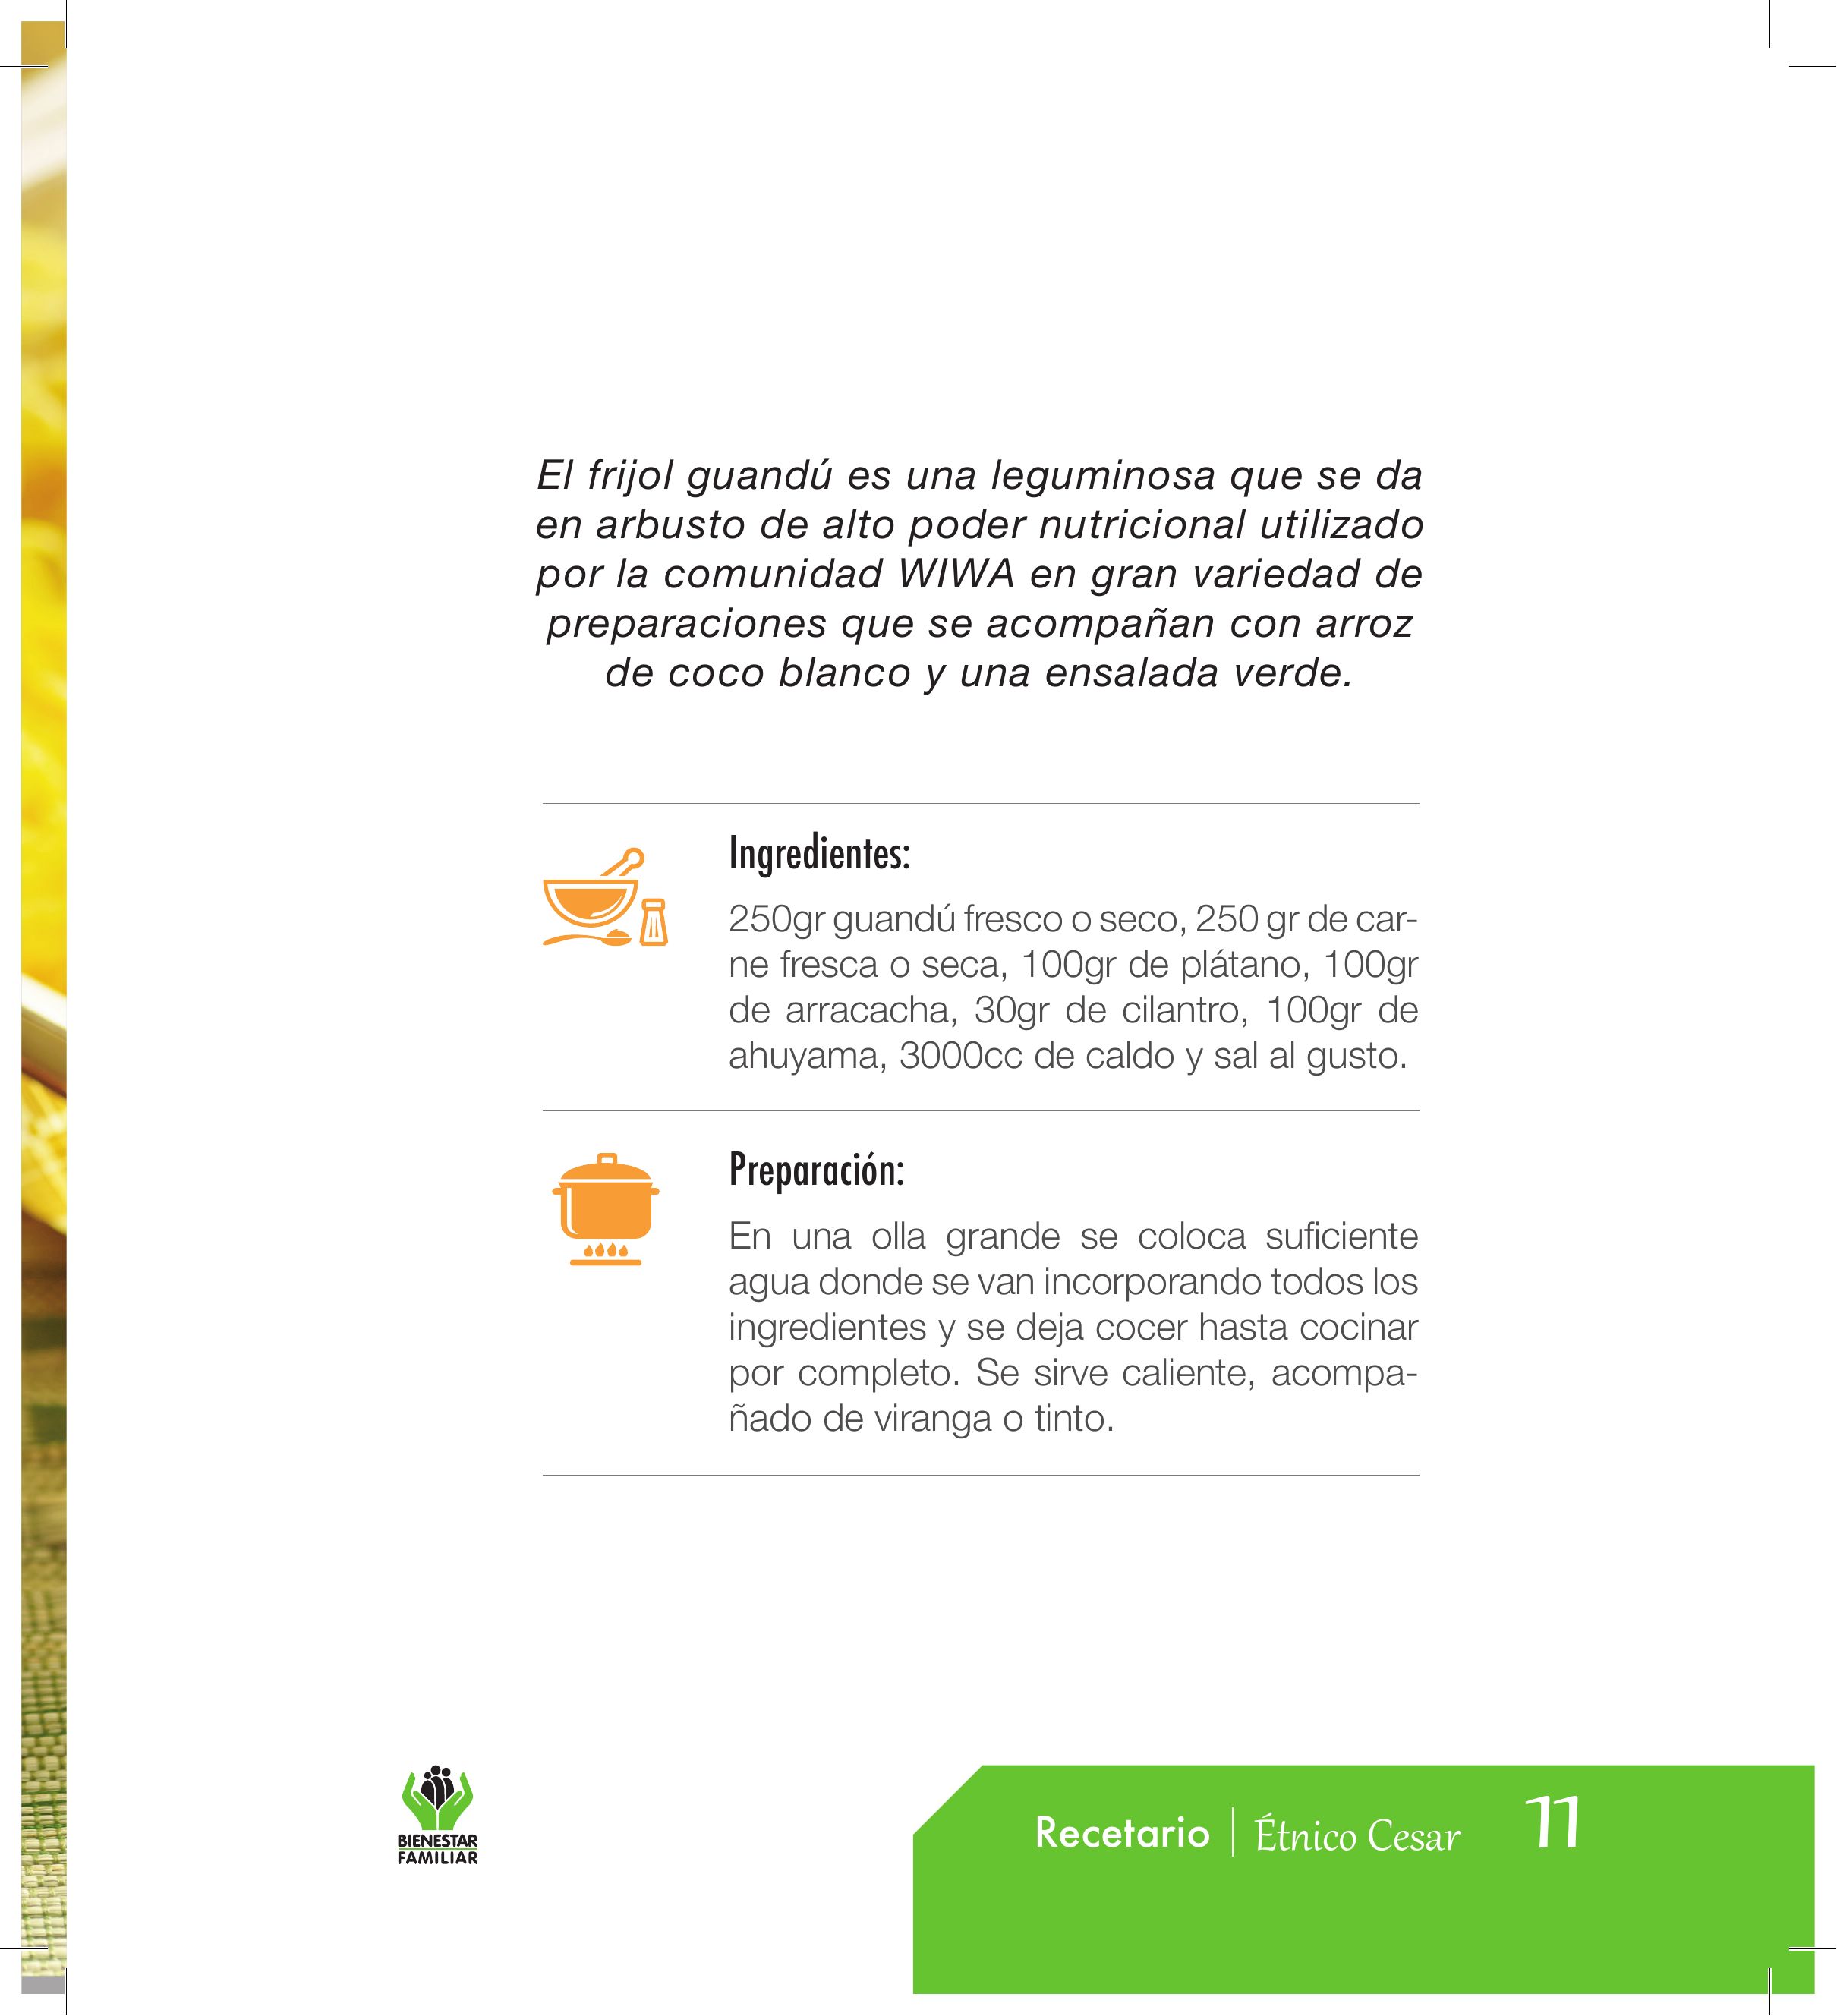 El frijol guandú es una leguminosa que se da
en arbusto de alto poder nutricional utilizado
por la comunidad WIWA en gran variedad de
preparaciones que se acompañan con arroz
de coco blanco y una ensalada verde.
Ingredientes:
250gr guandú fresco o seco, 250 gr de car-
ne fresca o seca, 100gr de plátano, 100gr
de arracacha, 30gr de cilantro, 100gr de
ahuyama, 3000cc de caldo y sal al gusto.
Preparación:
En una olla grande se coloca suficiente
agua donde se van incorporando todos los
ingredientes y se deja cocer hasta cocinar
por completo. Se sirve caliente, acompa-
ñado de viranga o tinto.
BIENESTAR
FAMILIAR
Recetario | Étnico Cesar 11